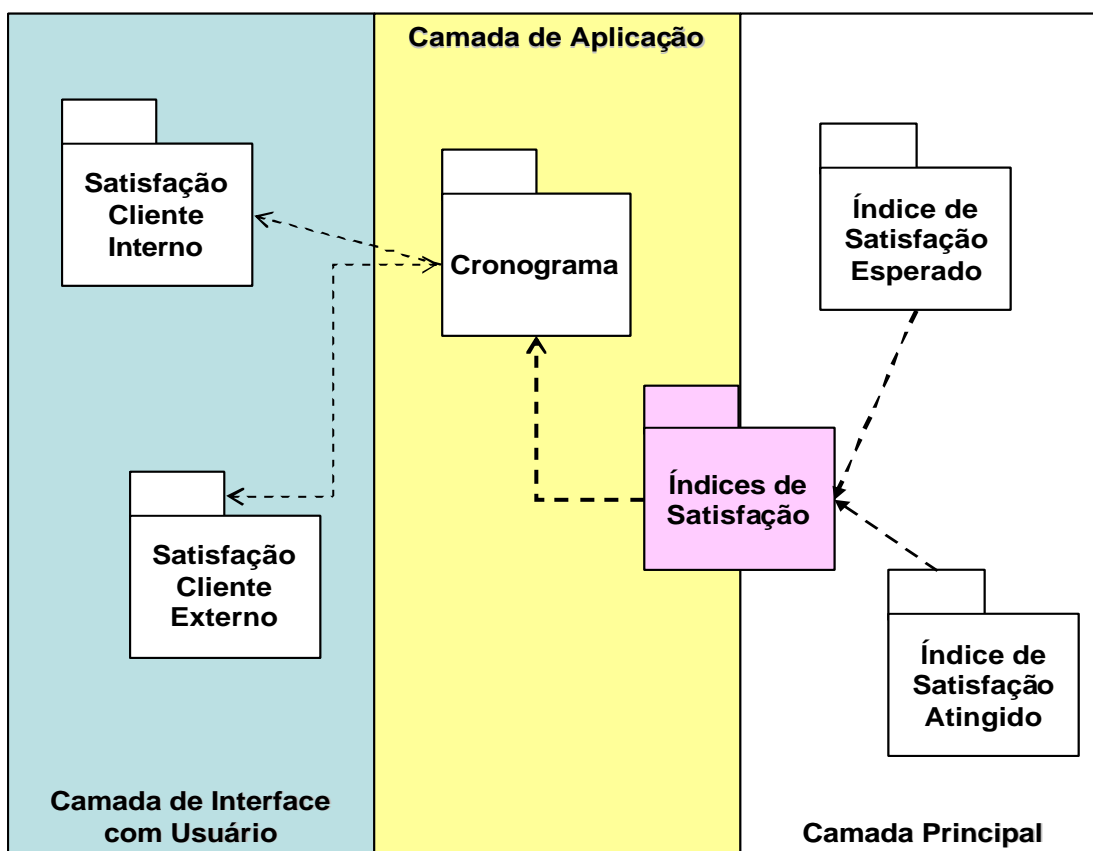 Camada de Aplicação
Satisfação
Cliente
Interno
Cronograma
Índice de
Satisfação
Esperado
Índices de
Satisfação
Satisfação
Cliente
Externo
Índice de
Satisfação
Atingido
Camada de Interface
com Usuário
Camada Principal